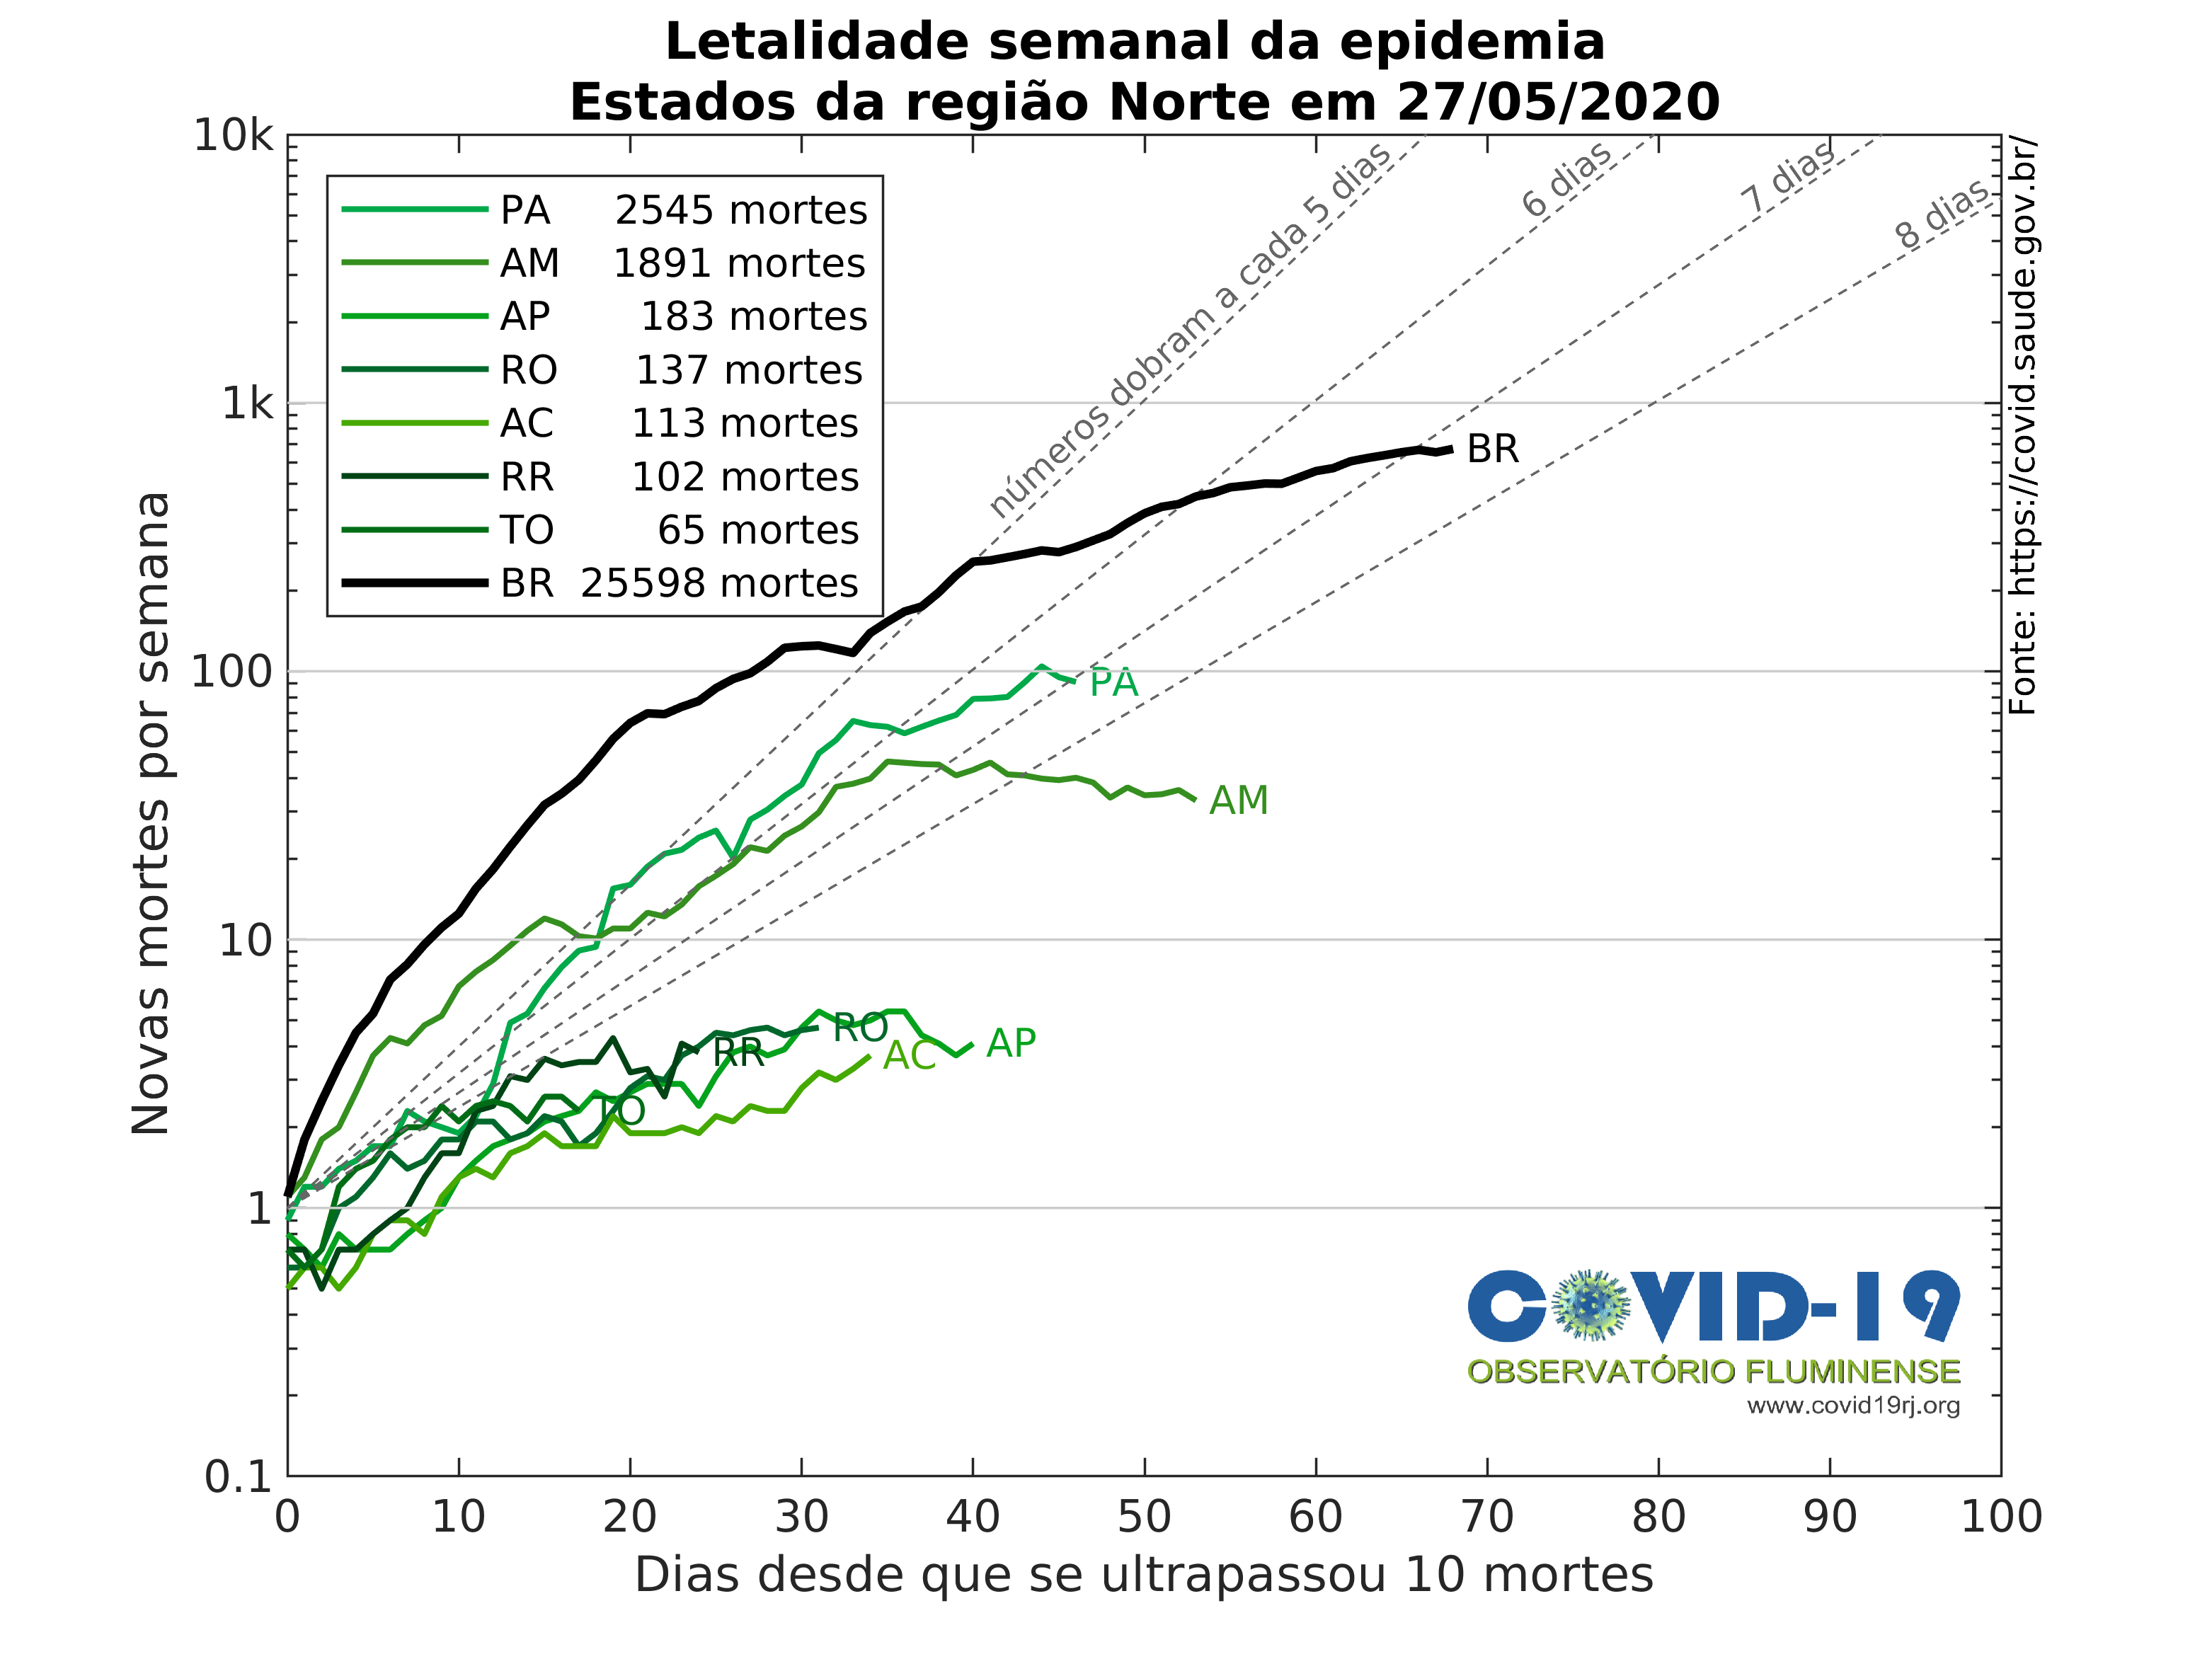 Letalidade semanal da epidemia
Estados da região Norte em 27/05/2020
10k
1k
100
10
1
0.1
Novas mortes por semana
PA 2545 mortes
AM 1891 mortes
AP 183 mortes
RO 137 mortes
AC 113 mortes
RR 102 mortes
TO 65 mortes
BR 25598 mortes
números dobram a cada 5 dias
6 dias
7 dias
8 dias
BR
PA
AM
RO
AP
RR
AC
TO
Fonte: https://covid.saude.gov.br/
COVID-19
OBSERVATÓRIO FLUMINENSE
www.covid19rj.org
0 10 20 30 40 50 60 70 80 90 100
Dias desde que se ultrapassou 10 mortes